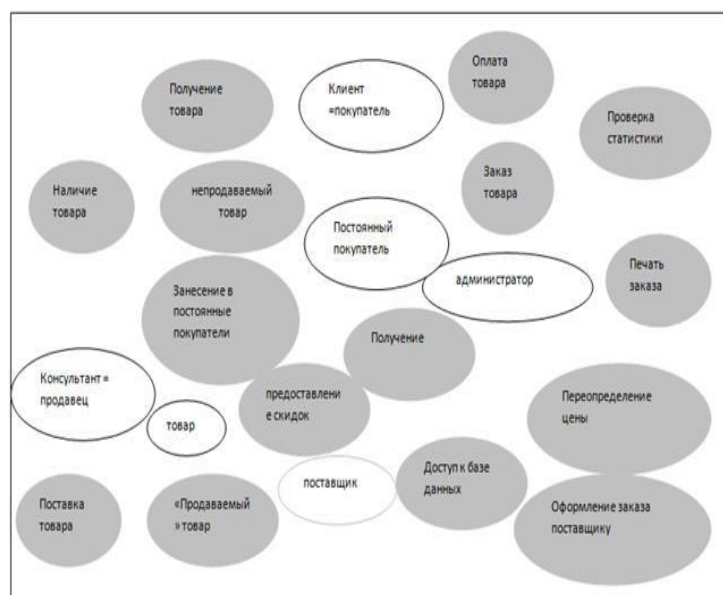 Получение
товара
Клиент
=покупатель
Оплата
товара
Проверка
статистики
Наличие
товара
непродаваемый
товар
Заказ
товара
Постоянный
покупатель
администратор
Печать
заказа
Занесение в
постоянные
покупатели
Получение
Консультант =
продавец
товар
предоставлени
е скидок
Переопределение
цены
Поставка
товара
«Продаваемый
» товар
поставщик
Доступ к базе
данных
Оформление заказа
поставщику